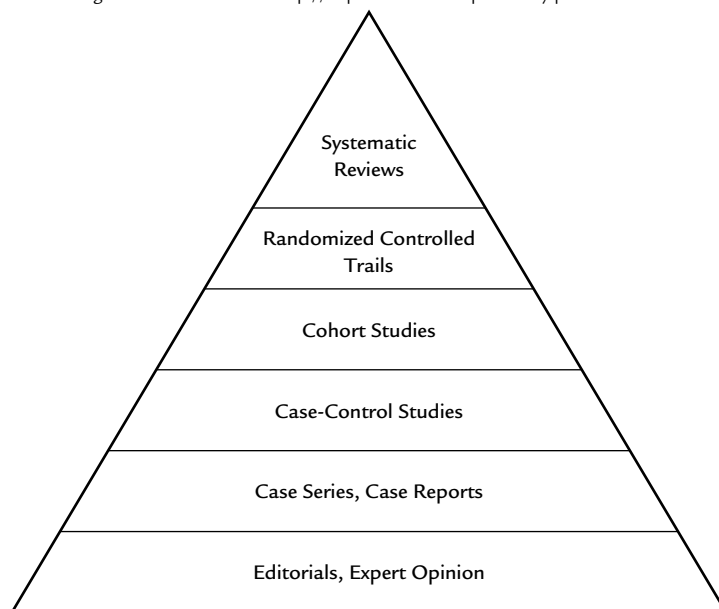 Systematic
Reviews
Randomized Controlled
Trails
Cohort Studies
Case-Control Studies
Case Series, Case Reports
Editorials, Expert Opinion